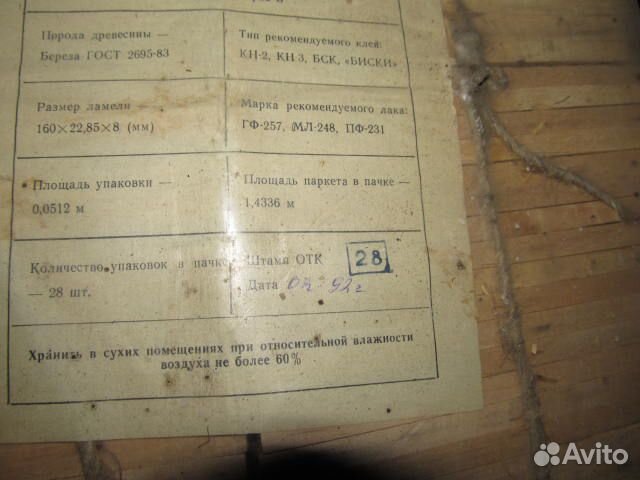 Порода древесины —
Береза ГОСТ 2695-83
Тип рекомендуемого клея:
КН-2, КН 3, БСК, «БИСКИ»
Размер ламели —
160×22,85×8 (мм)
Марка рекомендуемого лака:
ГФ-257, МЛ-248, ПФ-231
Площадь упаковки —
0,0512 м
Площадь паркета в пачке —
1,4336 м
Количество упаковок в пачке
— 28 шт.
Штамп ОТК 28
Дата 92 г
Хранить в сухих помещениях при относительной влажности
воздуха не более 60%
Avito